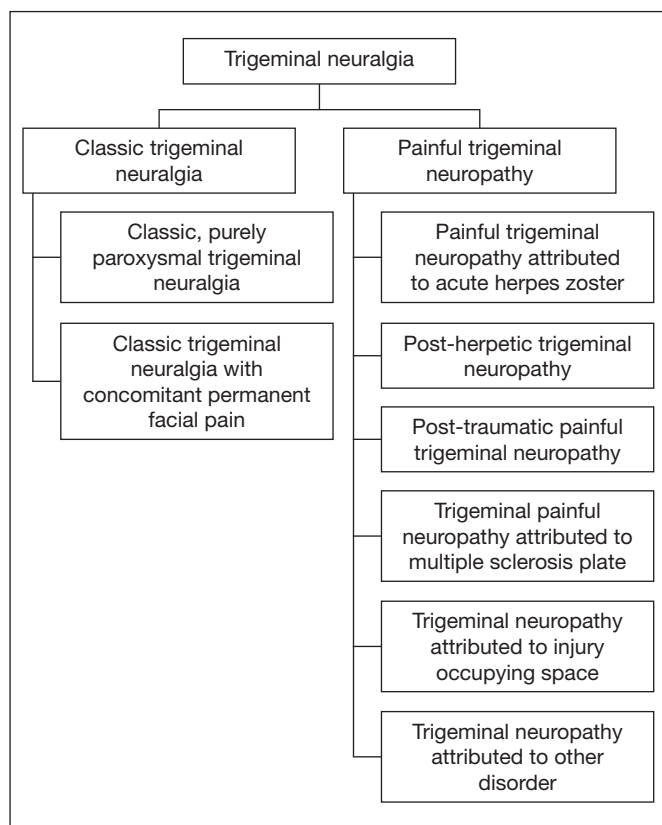 Trigeminal neuralgia
Classic trigeminal
neuralgia
Classic, purely
paroxysmal trigeminal
neuralgia
Classic trigeminal
neuralgia with
concomitant permanent
facial pain
Painful trigeminal
neuropathy
Painful trigeminal
neuropathy attributed
to acute herpes zoster
Post-herpetic trigeminal
neuropathy
Post-traumatic painful
trigeminal neuropathy
Trigeminal painful
neuropathy attributed to
multiple sclerosis plate
Trigeminal neuropathy
attributed to injury
occupying space
Trigeminal neuropathy
attributed to other
disorder